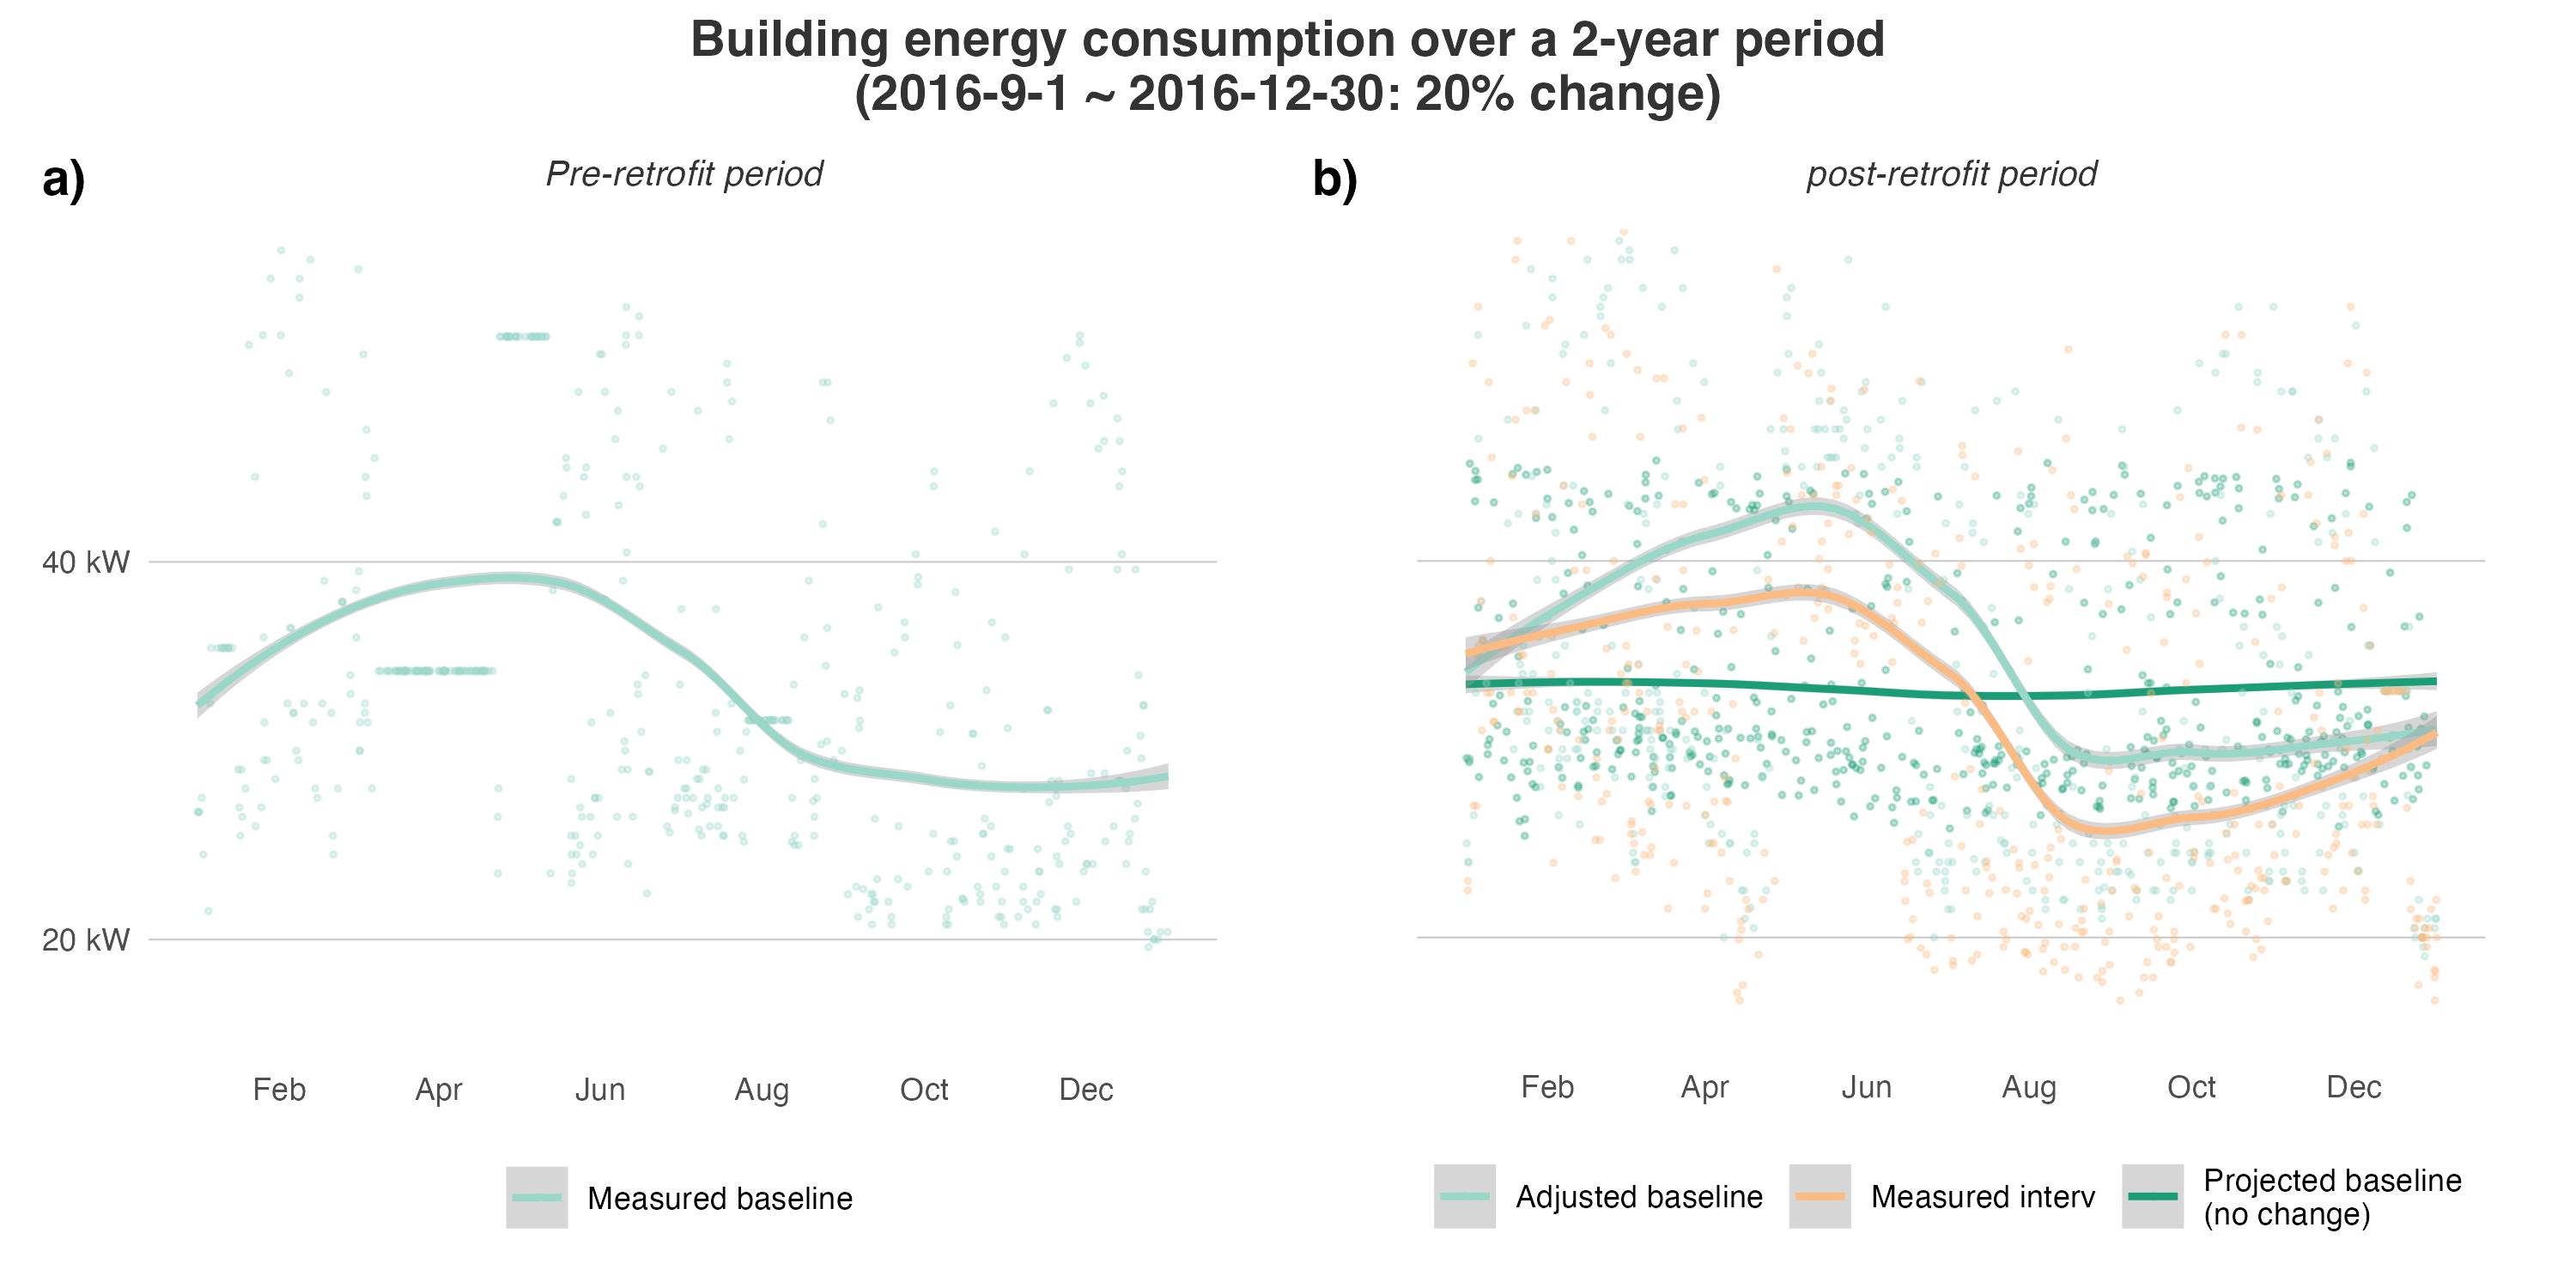 Building energy consumption over a 2-year period
(2016-9-1 ~ 2016-12-30: 20% change)
a)
Pre-retrofit period
40 kW
20 kW
Feb Apr Jun Aug Oct Dec
Measured baseline
b)
post-retrofit period
Feb Apr Jun Aug Oct Dec
Adjusted baseline
Measured interv
Projected baseline
(no change)